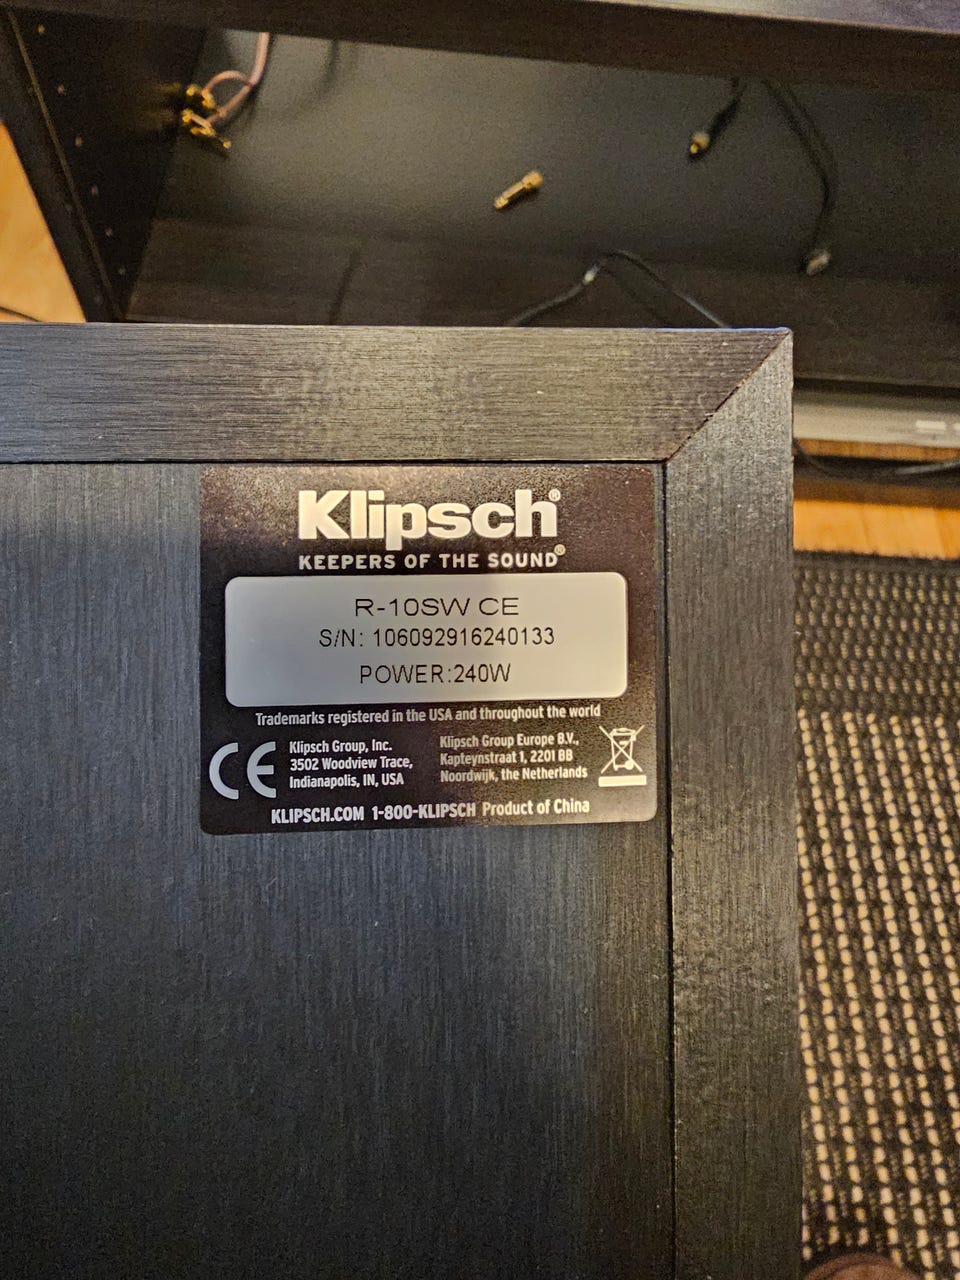 Klipsch®
KEEPERS OF THE SOUND®
R-10SW CE
S/N: 106092916240133
POWER:240W
Trademarks registered in the USA and throughout the world
CE
Klipsch Group, Inc.
3502 Woodview Trace,
Indianapolis, IN, USA
Klipsch Group Europe B.V.,
Kapteynstraat 1, 2201 BB
Noordwijk, the Netherlands
KLIPSCH.COM 1-800-KLIPSCH Product of China